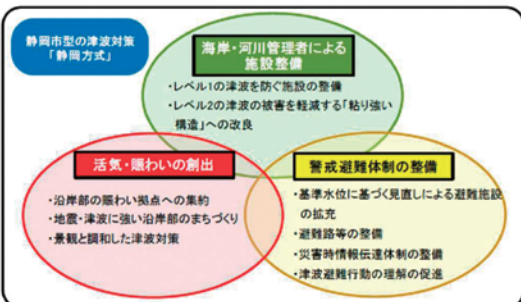 静岡市型の津波対策
「静岡方式」
海岸・河川管理者による
施設整備
・レベル1の津波を防ぐ施設の整備
・レベル2の津波の被害を軽減する「粘り強い
構造」への改良
活気・賑わいの創出
・沿岸部の賑わい拠点への集約
・地震・津波に強い沿岸部のまちづくり
・景観と調和した津波対策
警戒避難体制の整備
・基準水位に基づく見直しによる避難施設
の拡充
・避難路等の整備
・災害時情報伝達体制の整備
・津波避難行動の理解の促進